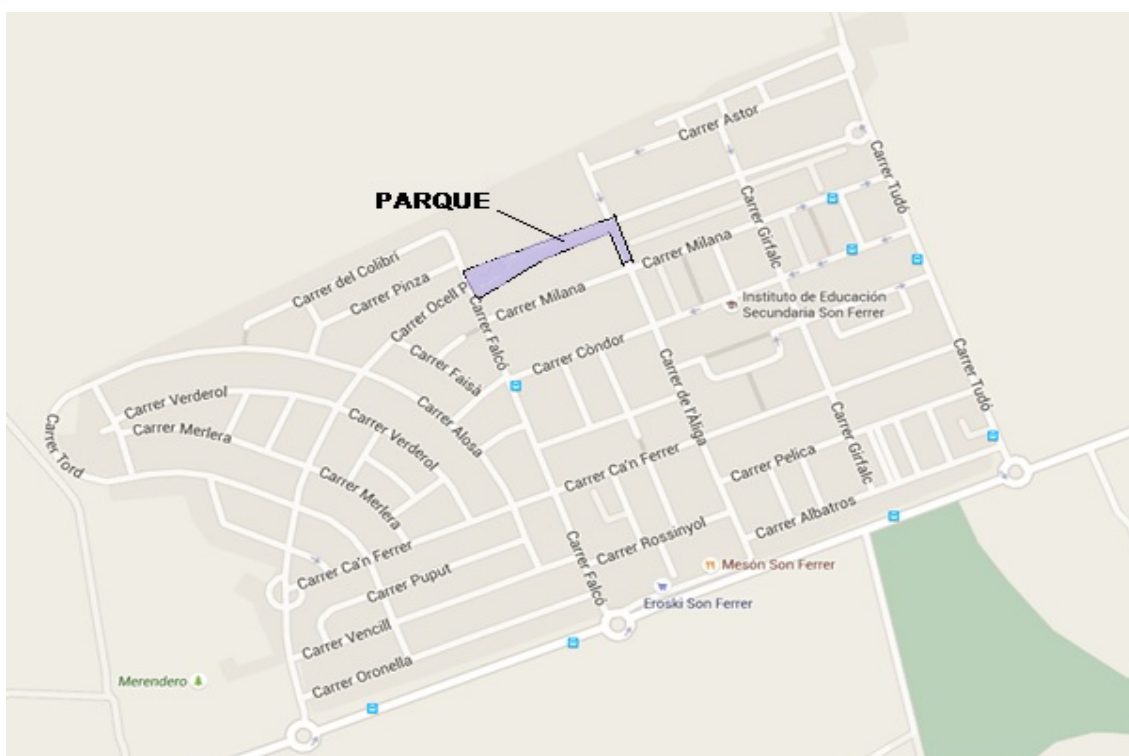 Carrer Astor
Carrer Tudó
PARQUE
Carrer Girfalc
Carrer Milana
Carrer del Colibrí
Carrer Pinza
Carrer Ocell P
Carrer Milana
Instituto de Educación
Secundaria Son Ferrer
Carrer Falcó
Carrer Còndor
Carrer Faisà
Carrer Tudó
Carrer de l'Àliga
Carrer Verderol
Carrer Merlera
Carrer Alosa
Carrer Verderol
Carrer Tord
Carrer Ca'n Ferrer
Carrer Pelica
Carrer Girfalc
Carrer Merlera
Carrer Albatros
Carrer Rossinyol
Carrer Ca'n Ferrer
Carrer Falcó
Mesón Son Ferrer
Carrer Puput
Eroski Son Ferrer
Carrer Vencill
Carrer Oronella
Merendero